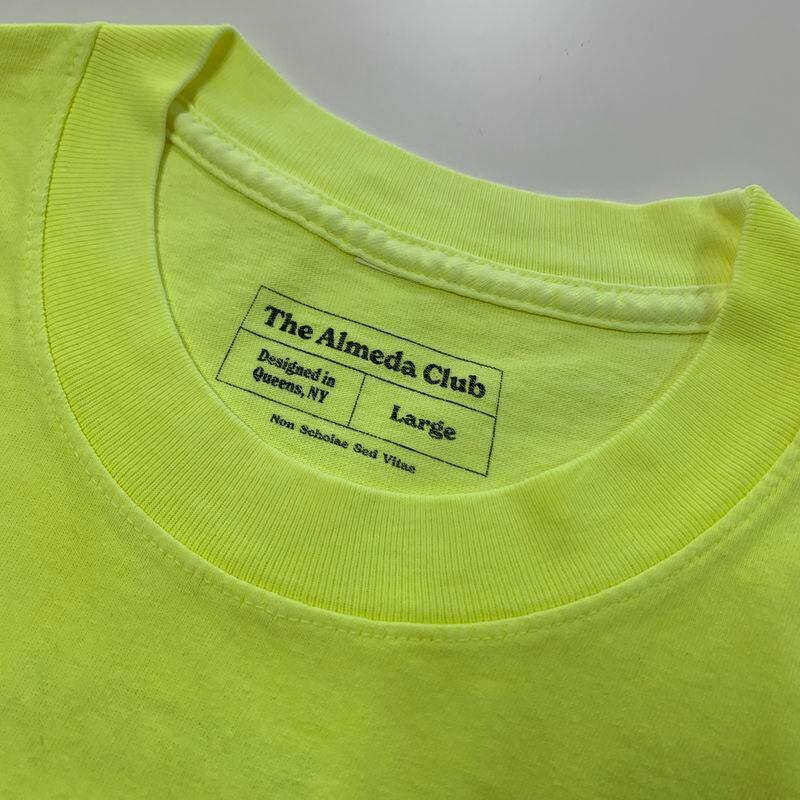 The Almeda Club
Designed in
Queens, NY
Large
Non Scholae Sed Vitae